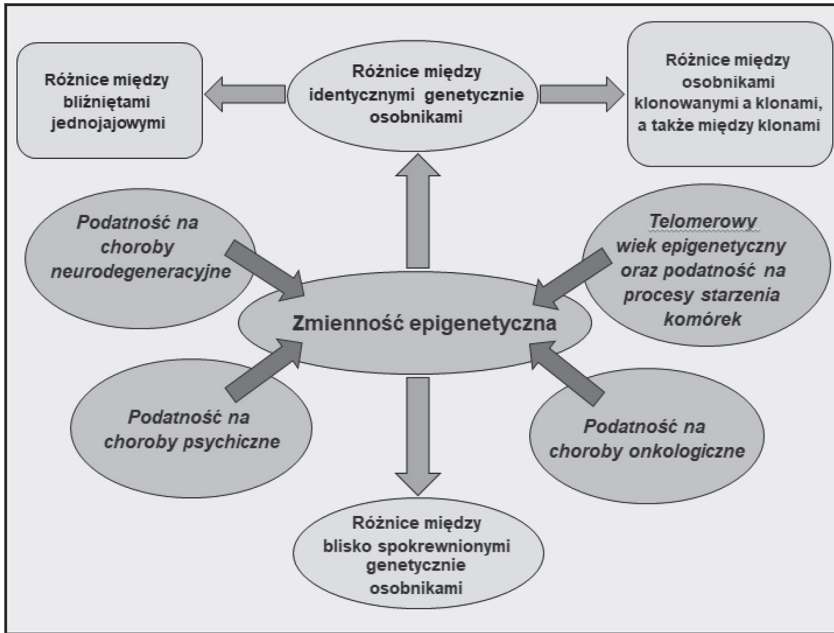 Różnice między
bliźniętami
jednojajowymi
Różnice między
identycznymi genetycznie
osobnikami
Różnice między
osobnikami
klonowanymi a klonami,
a także między klonami
Podatność na
choroby
neurodegeneracyjne
Telomerowy
wiek epigenetyczny
oraz podatność na
procesy starzenia
komórek
Zmienność epigenetyczna
Podatność na
choroby psychiczne
Podatność na
choroby onkologiczne
Różnice między
blisko spokrewnionymi
genetycznie
osobnikami